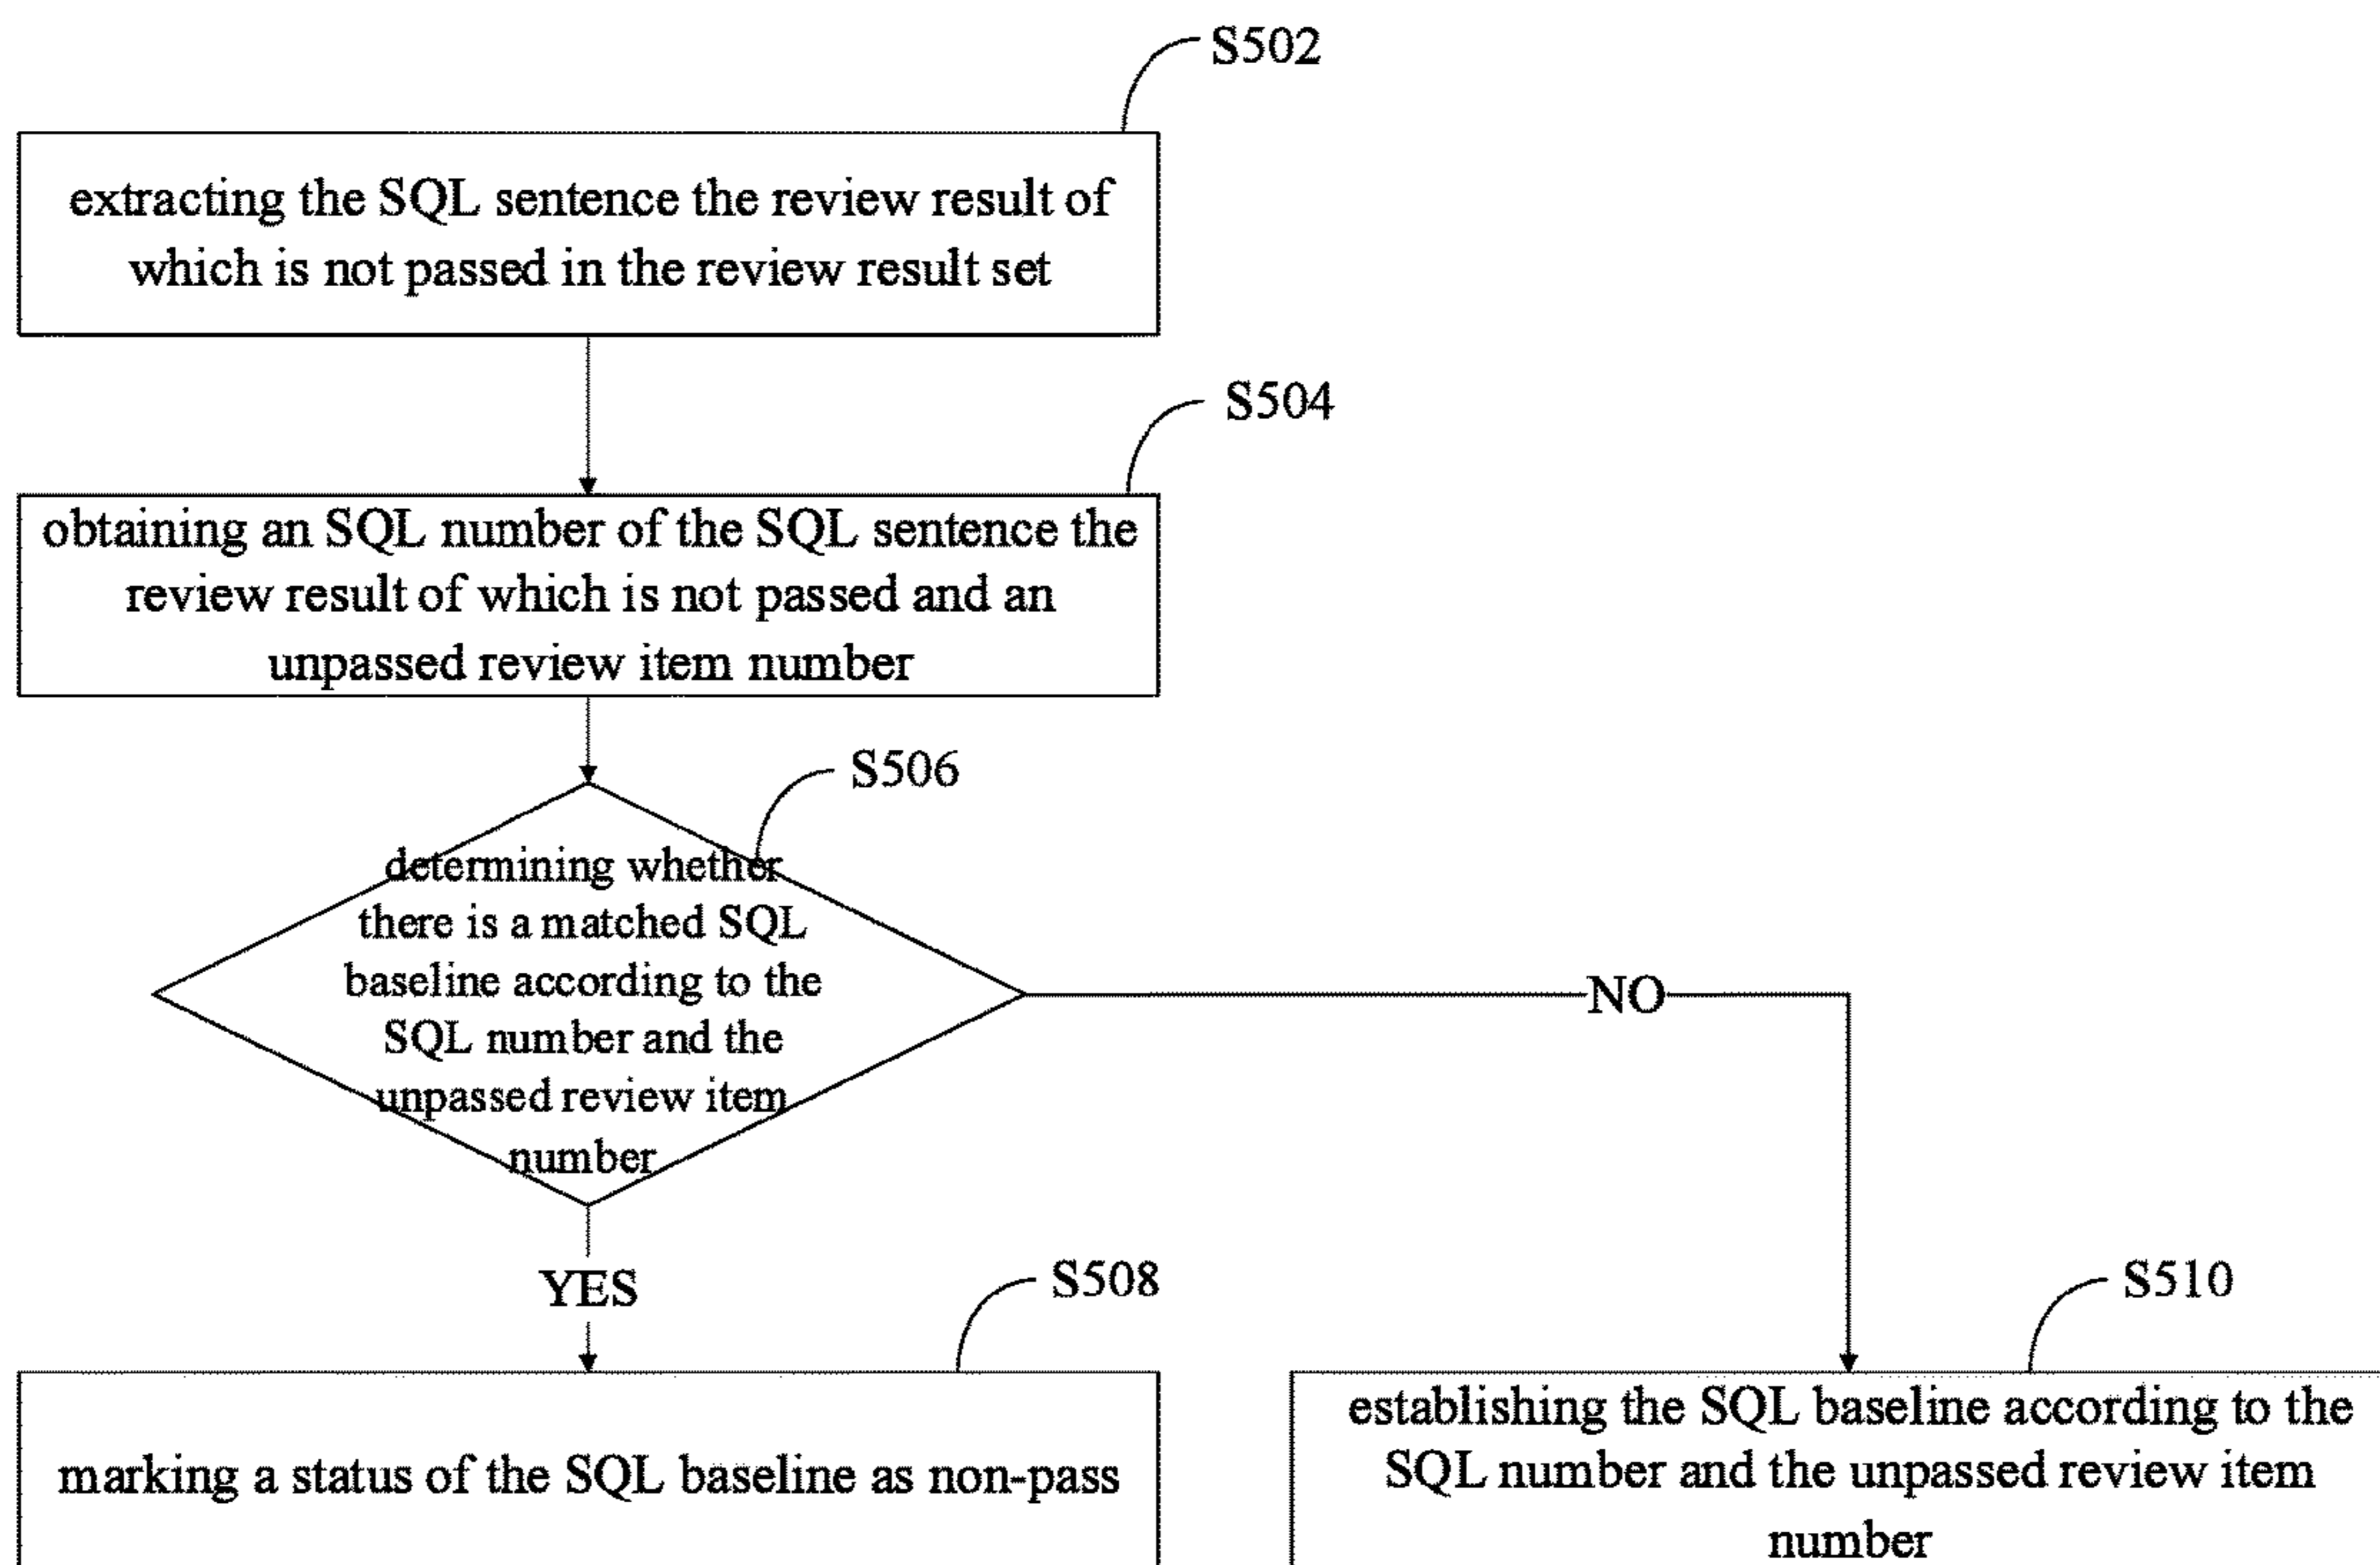 S502
extracting the SQL sentence the review result of
which is not passed in the review result set
S504
obtaining an SQL number of the SQL sentence the
review result of which is not passed and an
unpassed review item number
S506
determining whether
there is a matched SQL
baseline according to the
SQL number and the
unpassed review item
number
NO
YES
S508
marking a status of the SQL baseline as non-pass
S510
establishing the SQL baseline according to the
SQL number and the unpassed review item
number